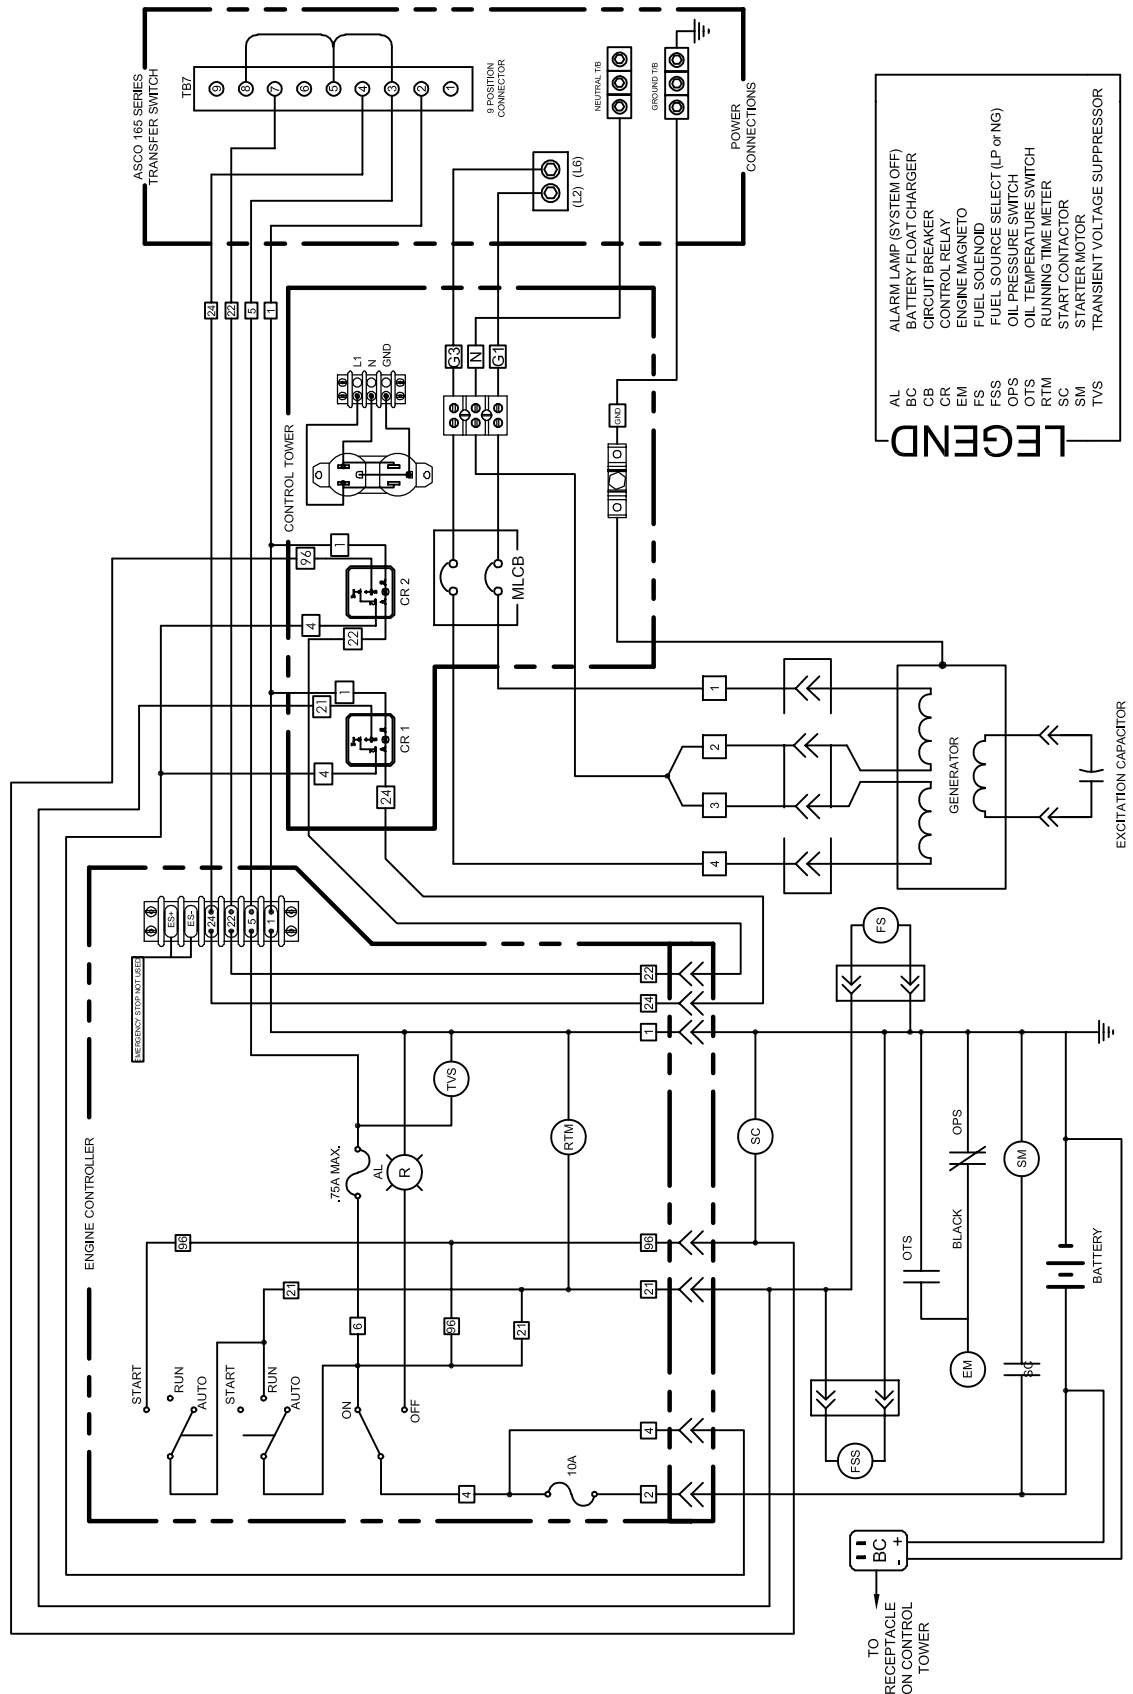 ASCO 165 SERIES
TRANSFER SWITCH
TB7
9
8
7
6
5
4
3
2
1
9 POSITION
CONNECTOR
NEUTRAL T/B
GROUND T/B
POWER
CONNECTIONS
(L2) (L6)
24
22
5
1
CONTROL TOWER
L1
N
GND
G3
N
G1
GND
MLCB
96
1
4
22
CR 2
21
1
4
24
CR 1
1
2
3
4
GENERATOR
EXCITATION CAPACITOR
LEGEND
AL ALARM LAMP (SYSTEM OFF)
BC BATTERY FLOAT CHARGER
CB CIRCUIT BREAKER
CR CONTROL RELAY
EM ENGINE MAGNETO
FS FUEL SOLENOID
FSS FUEL SOURCE SELECT (LP or NG)
OPS OIL PRESSURE SWITCH
OTS OIL TEMPERATURE SWITCH
RTM RUNNING TIME METER
SC START CONTACTOR
SM STARTER MOTOR
TVS TRANSIENT VOLTAGE SUPPRESSOR
ENGINE CONTROLLER
EMERGENCY STOP NOT USED
ES+
ES-
24
22
5
1
22
24
1
TVS
.75A MAX.
AL
R
RTM
SC
FS
96
21
6
96
21
96
21
START
RUN
AUTO
START
RUN
AUTO
ON
OFF
4
10A
4
2
FSS
OTS
OPS
BLACK
EM
SM
SC
BATTERY
BC
- +
TO
RECEPTACLE
ON CONTROL
TOWER